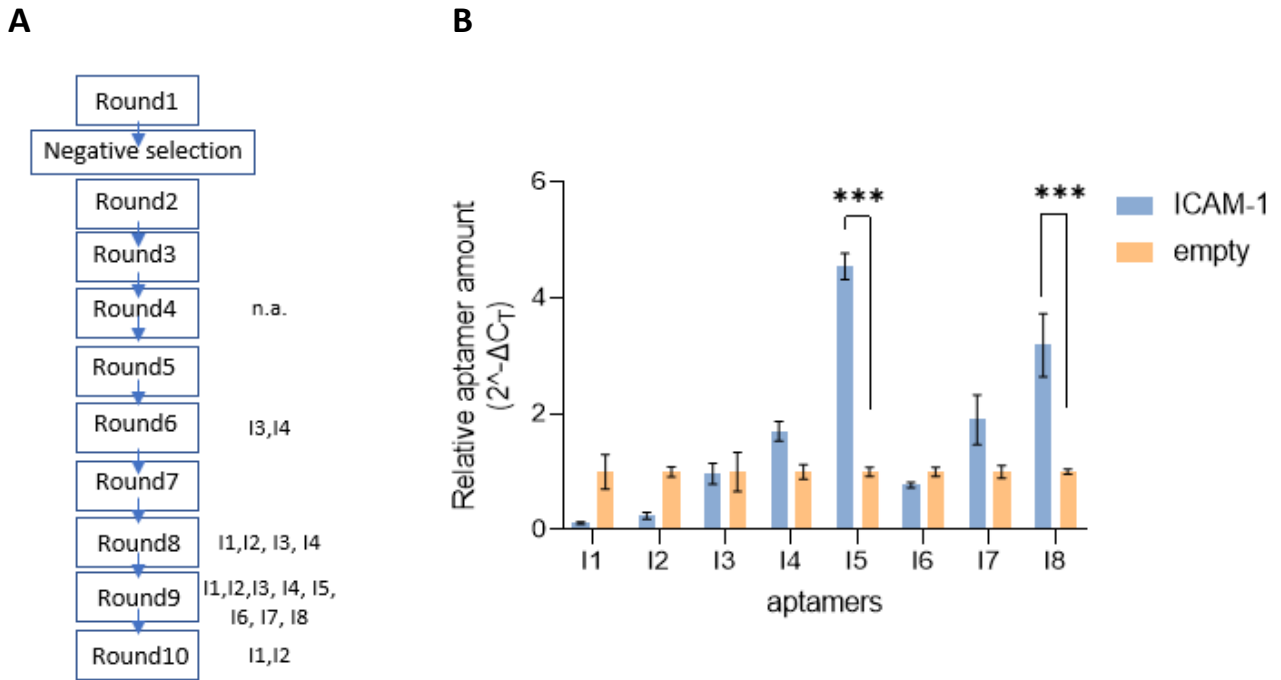 A
Round1
Negative selection
Round2
Round3
Round4
n.a.
Round5
Round6
I3,I4
Round7
Round8
I1,I2, I3, I4
Round9
I1,I2,I3, I4, I5,
I6, I7, I8
Round10
I1,I2
B
Relative aptamer amount
(2^-ΔC_T)
6
4
2
0
***
***
ICAM-1
empty
I1 I2 I3 I4 I5 I6 I7 I8
aptamers